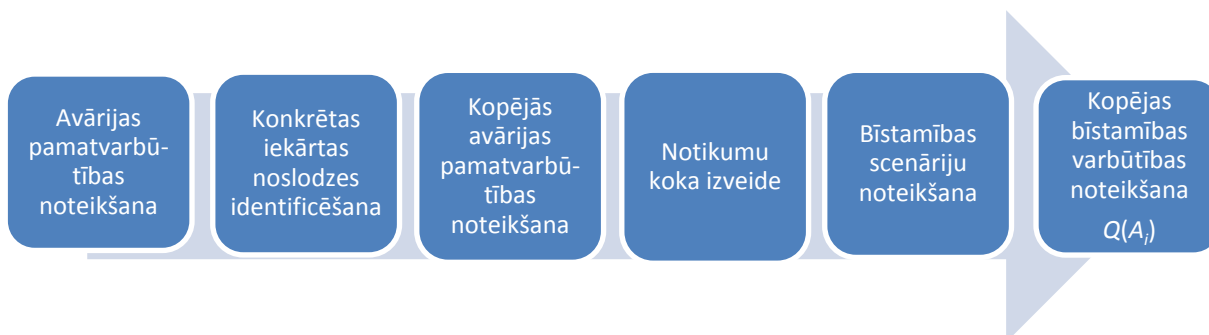 Avārijas
pamatvarbū-
tības
noteikšana
Konkrētas
iekārtas
noslodzes
identificēšana
Kopējās
avārijas
pamatvarbū-
tības
noteikšana
Notikumu
koka izveide
Bīstamības
scenāriju
noteikšana
Kopējas
bīstamības
varbūtības
noteikšana
Q(Aᵢ)